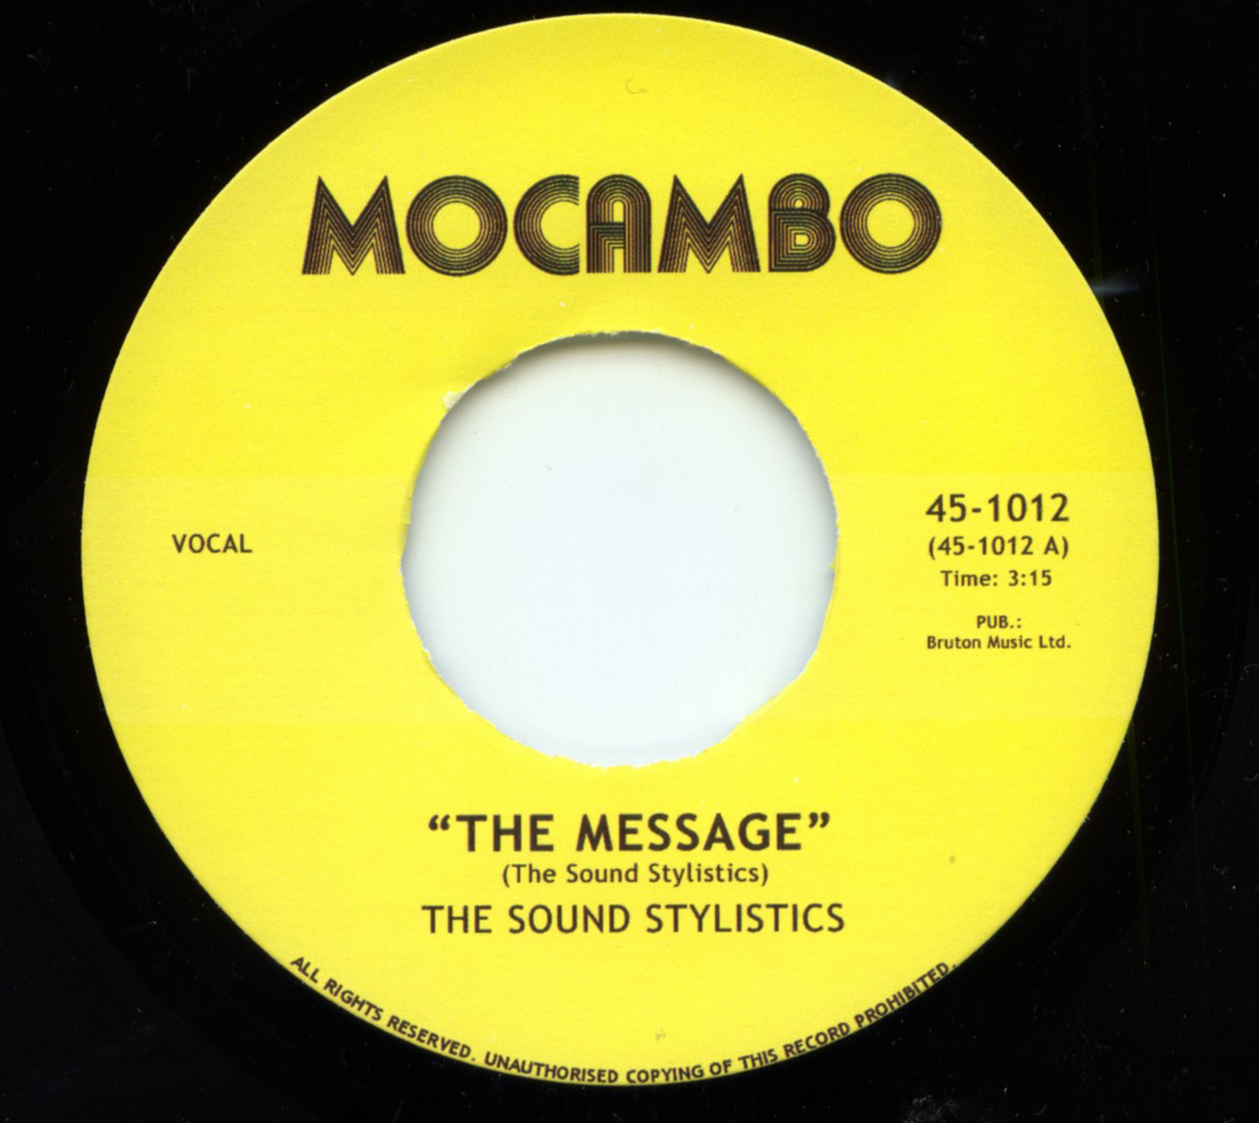 MOCAMBO
VOCAL
45-1012
(45-1012 A)
Time: 3:15
PUB.:
Bruton Music Ltd.
“THE MESSAGE”
(The Sound Stylistics)
THE SOUND STYLISTICS
ALL RIGHTS RESERVED. UNAUTHORISED COPYING OF THIS RECORD PROHIBITED.